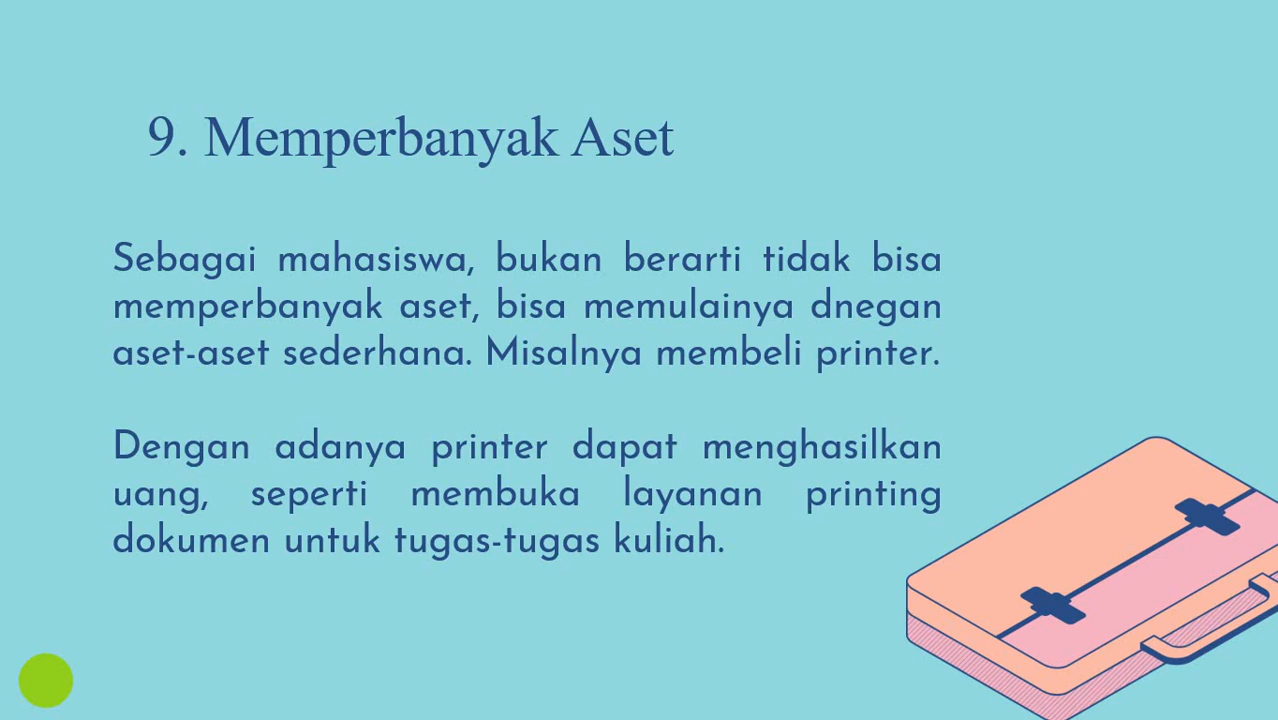 9. Memperbanyak Aset
Sebagai mahasiswa, bukan berarti tidak bisa
memperbanyak aset, bisa memulainya dnegan
aset-aset sederhana. Misalnya membeli printer.
Dengan adanya printer dapat menghasilkan
uang, seperti membuka layanan printing
dokumen untuk tugas-tugas kuliah.